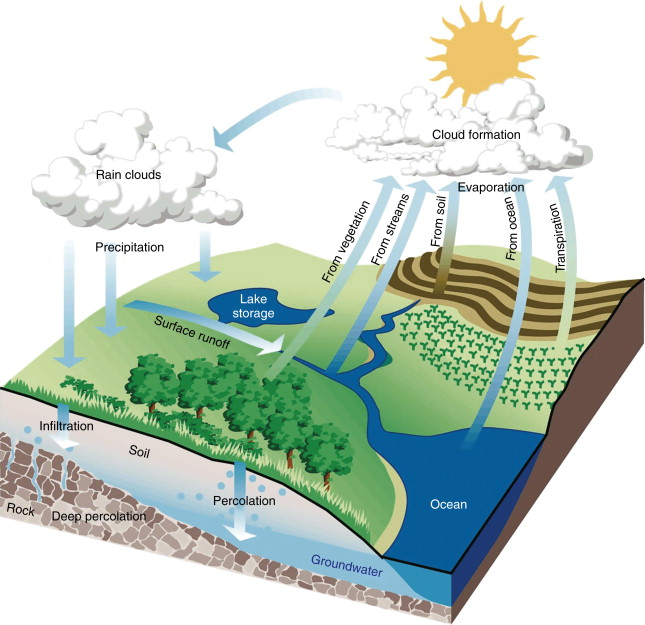 Cloud formation
Rain clouds
Evaporation
Precipitation
From vegetation
From streams
From soil
From ocean
Transpiration
Lake
storage
Surface runoff
Infiltration
Soil
Percolation
Ocean
Rock
Deep percolation
Groundwater